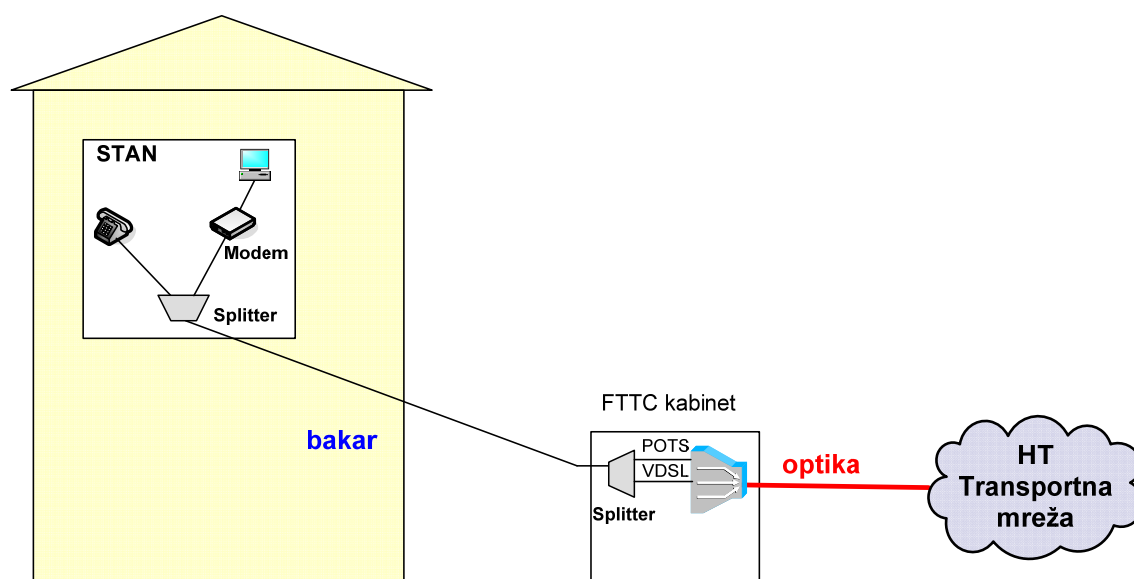 STAN
Modem
Splitter
bakar
FTTC kabinet
POTS
VDSL
Splitter
optika
HT
Transportna
mreža